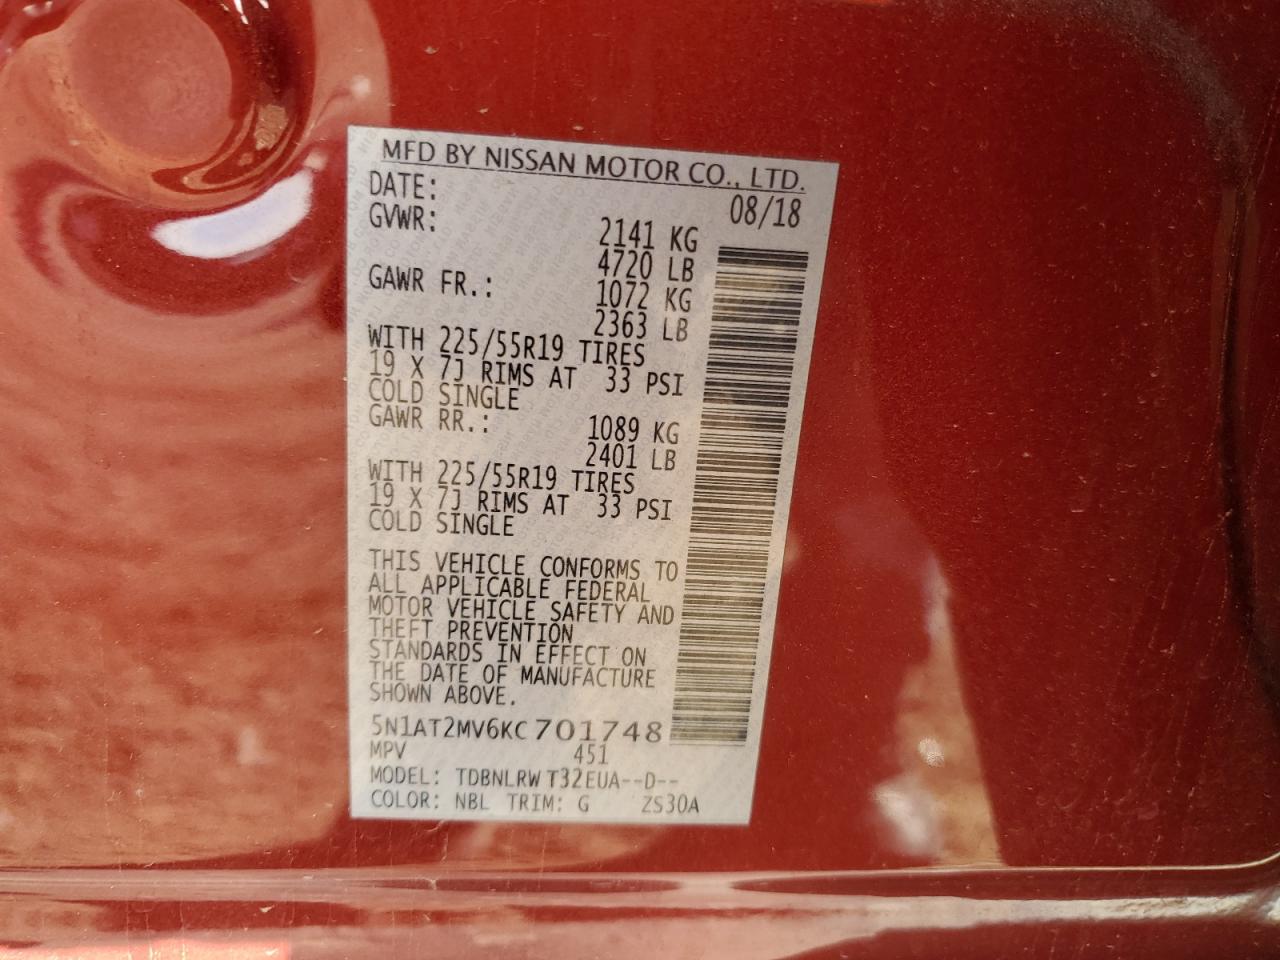 MFD BY NISSAN MOTOR CO., LTD.
DATE: 08/18
GVWR: 2141 KG
4720 LB
GAWR FR.: 1072 KG
2363 LB
WITH 225/55R19 TIRES
19 X 7J RIMS AT 33 PSI
COLD SINGLE
GAWR RR.: 1089 KG
2401 LB
WITH 225/55R19 TIRES
19 X 7J RIMS AT 33 PSI
COLD SINGLE
THIS VEHICLE CONFORMS TO
ALL APPLICABLE FEDERAL
MOTOR VEHICLE SAFETY AND
THEFT PREVENTION
STANDARDS IN EFFECT ON
THE DATE OF MANUFACTURE
SHOWN ABOVE.
5N1AT2MV6KC701748
MPV 451
MODEL: TDBNLRW T32EUA--D--
COLOR: NBL TRIM: G ZS30A